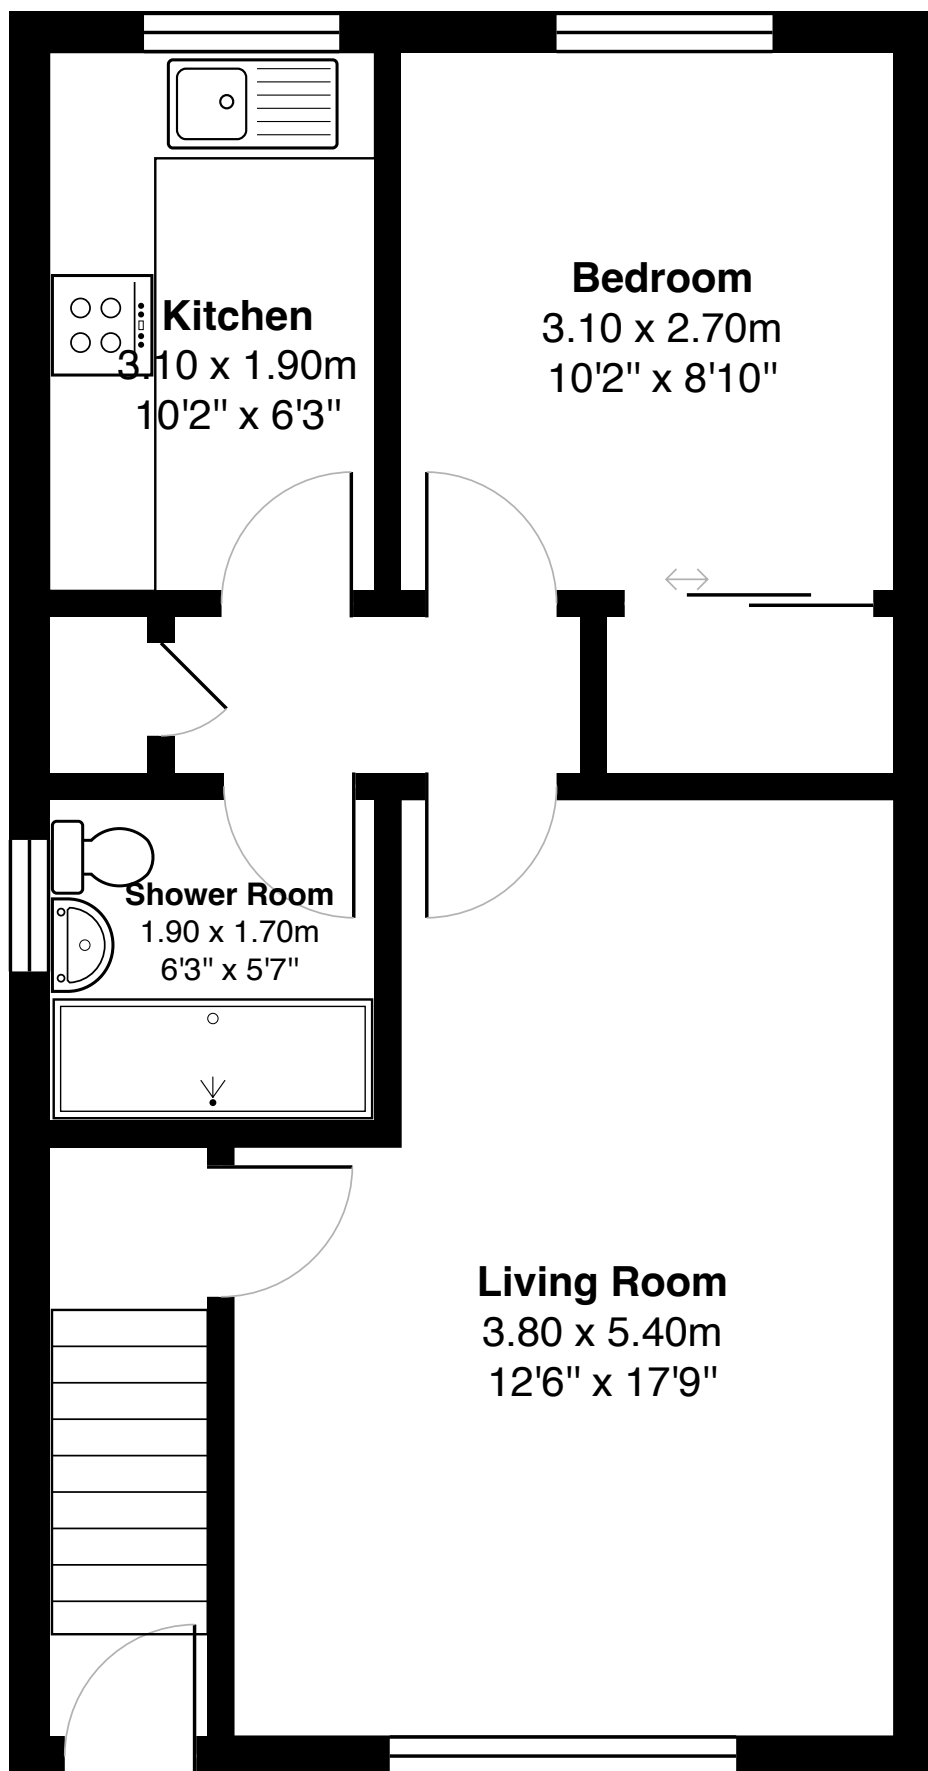 Kitchen
3.10 x 1.90m
10'2" x 6'3"
Bedroom
3.10 x 2.70m
10'2" x 8'10"
Shower Room
1.90 x 1.70m
6'3" x 5'7"
Living Room
3.80 x 5.40m
12'6" x 17'9"